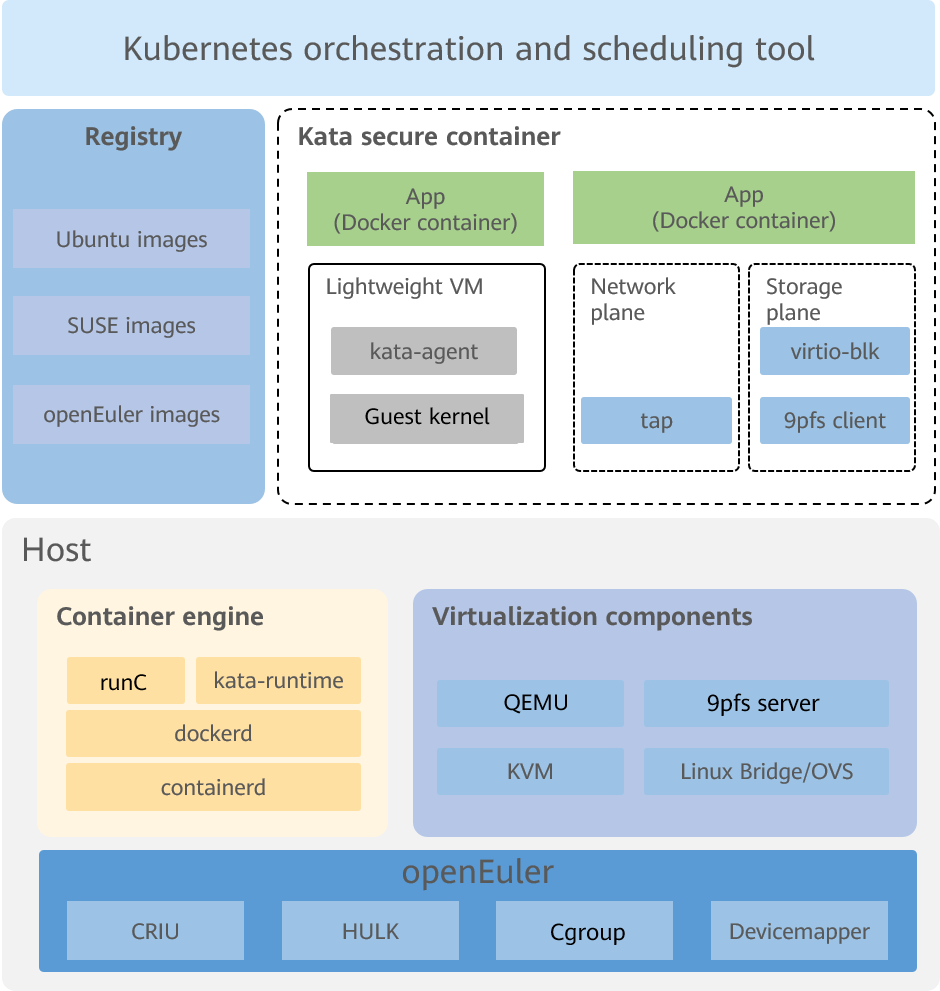 Kubernetes orchestration and scheduling tool
Registry
Ubuntu images
SUSE images
openEuler images
Kata secure container
App
(Docker container)
App
(Docker container)
Lightweight VM
kata-agent
Guest kernel
Network
plane
tap
Storage
plane
virtio-blk
9pfs client
Host
Container engine
runC
kata-runtime
dockerd
containerd
Virtualization components
QEMU
9pfs server
KVM
Linux Bridge/OVS
openEuler
CRIU
HULK
Cgroup
Devicemapper